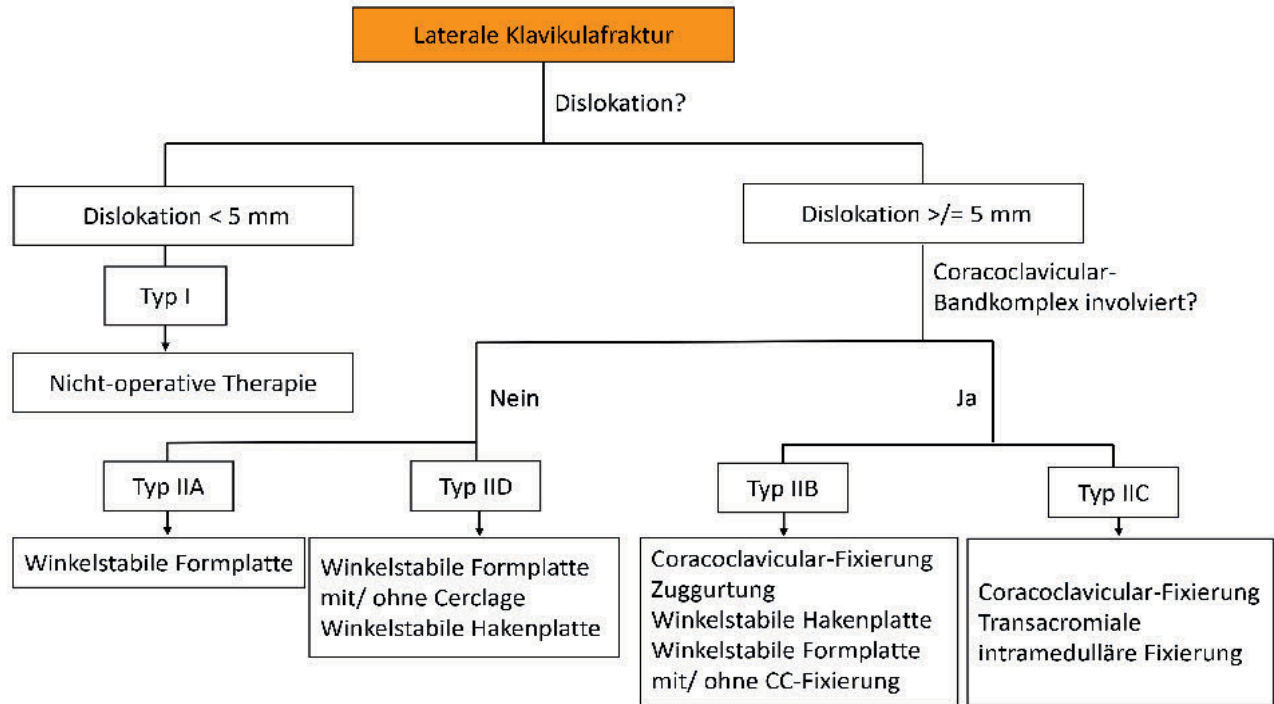 Laterale Klavikulafraktur
Dislokation?
Dislokation < 5 mm
Dislokation >/= 5 mm
Typ I
Coracoclavicular-
Bandkomplex involviert?
Nicht-operative Therapie
Nein
Ja
Typ IIA
Typ IID
Typ IIB
Typ IIC
Winkelstabile Formplatte
Winkelstabile Formplatte
mit/ ohne Cerclage
Winkelstabile Hakenplatte
Coracoclavicular-Fixierung
Zuggurtung
Winkelstabile Hakenplatte
Winkelstabile Formplatte
mit/ ohne CC-Fixierung
Coracoclavicular-Fixierung
Transacromiale
intramedulläre Fixierung